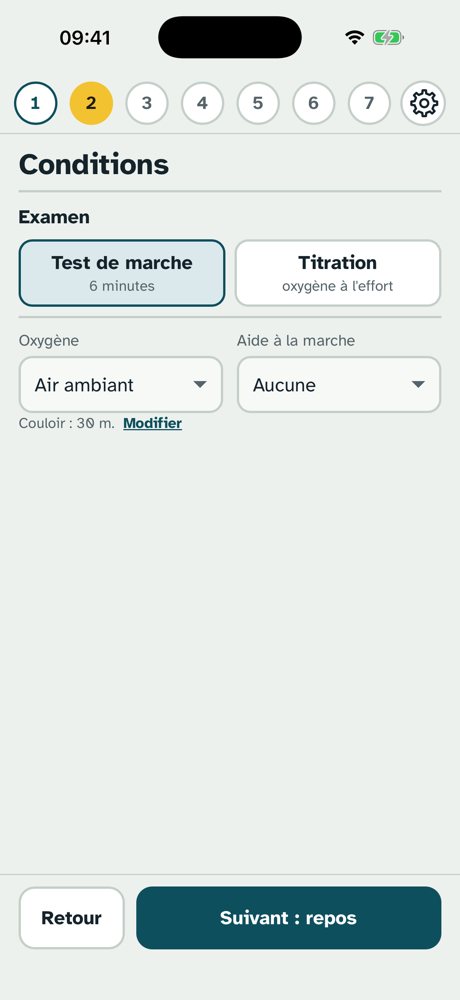 09:41
1 2 3 4 5 6 7
Conditions
Examen
Test de marche
6 minutes
Titration
oxygène à l'effort
Oxygène
Aide à la marche
Air ambiant
Aucune
Couloir : 30 m. Modifier
Retour
Suivant : repos